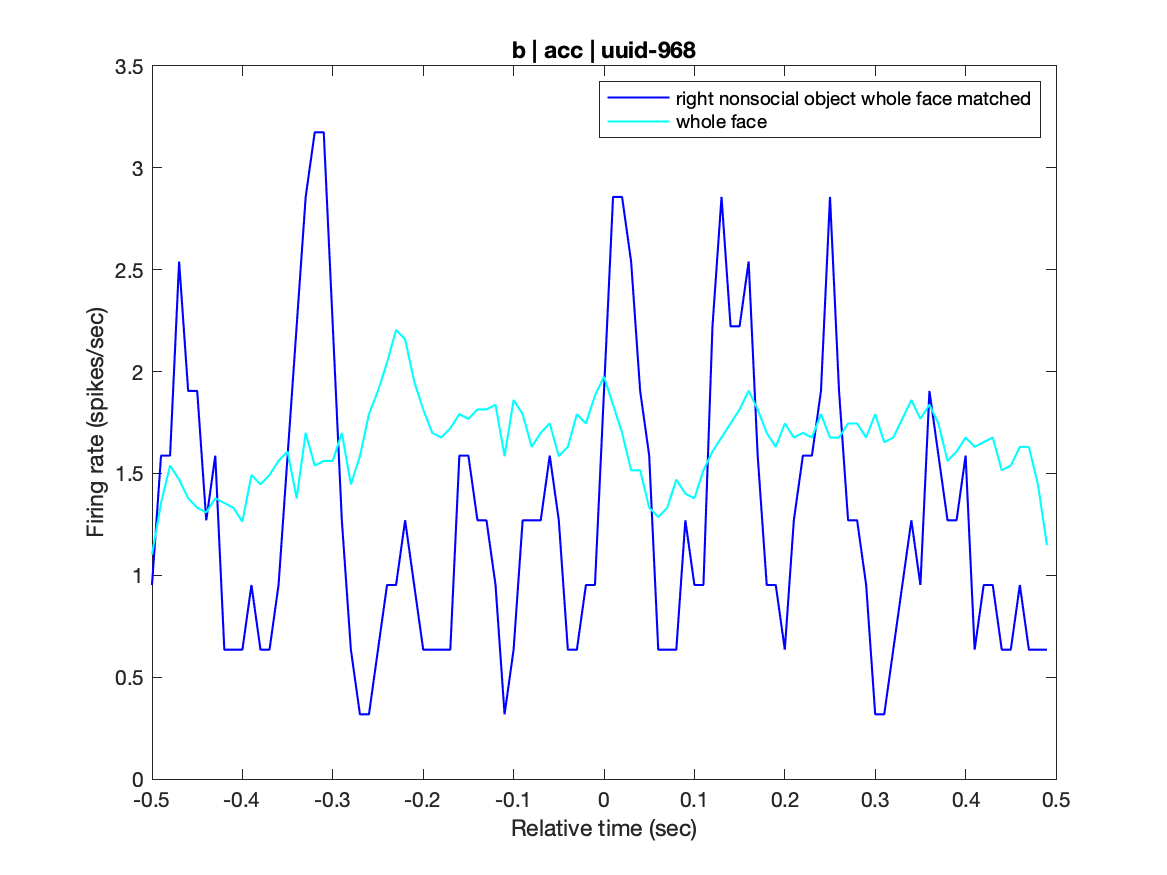 b | acc | uuid-968
right nonsocial object whole face matched
whole face
Firing rate (spikes/sec)
3.5
3
2.5
2
1.5
1
0.5
0
-0.5 -0.4 -0.3 -0.2 -0.1 0 0.1 0.2 0.3 0.4 0.5
Relative time (sec)